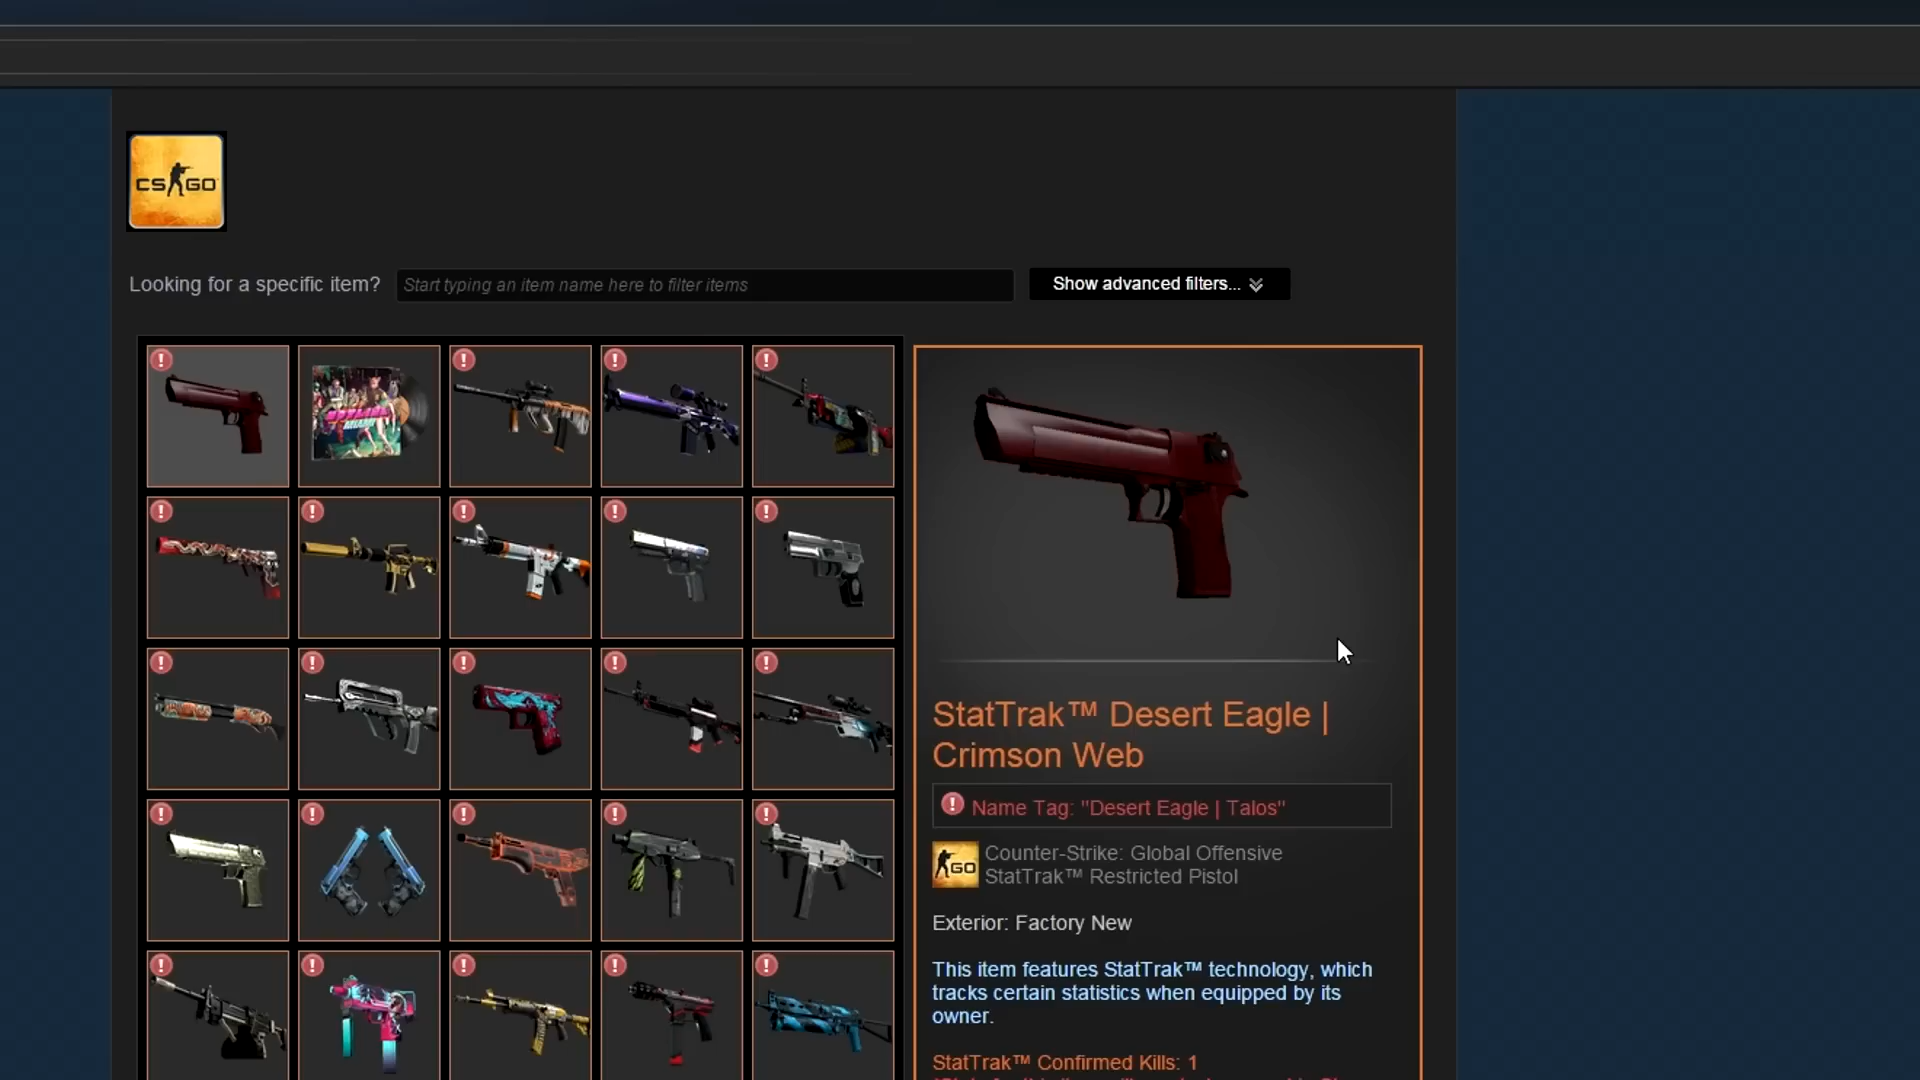 CS GO
Looking for a specific item?
Start typing an item name here to filter items
Show advanced filters...
MIAMI
StatTrak™ Desert Eagle |
Crimson Web
Name Tag: "Desert Eagle | Talos"
GO
Counter-Strike: Global Offensive
StatTrak™ Restricted Pistol
Exterior: Factory New
This item features StatTrak™ technology, which
tracks certain statistics when equipped by its
owner.
StatTrak™ Confirmed Kills: 1